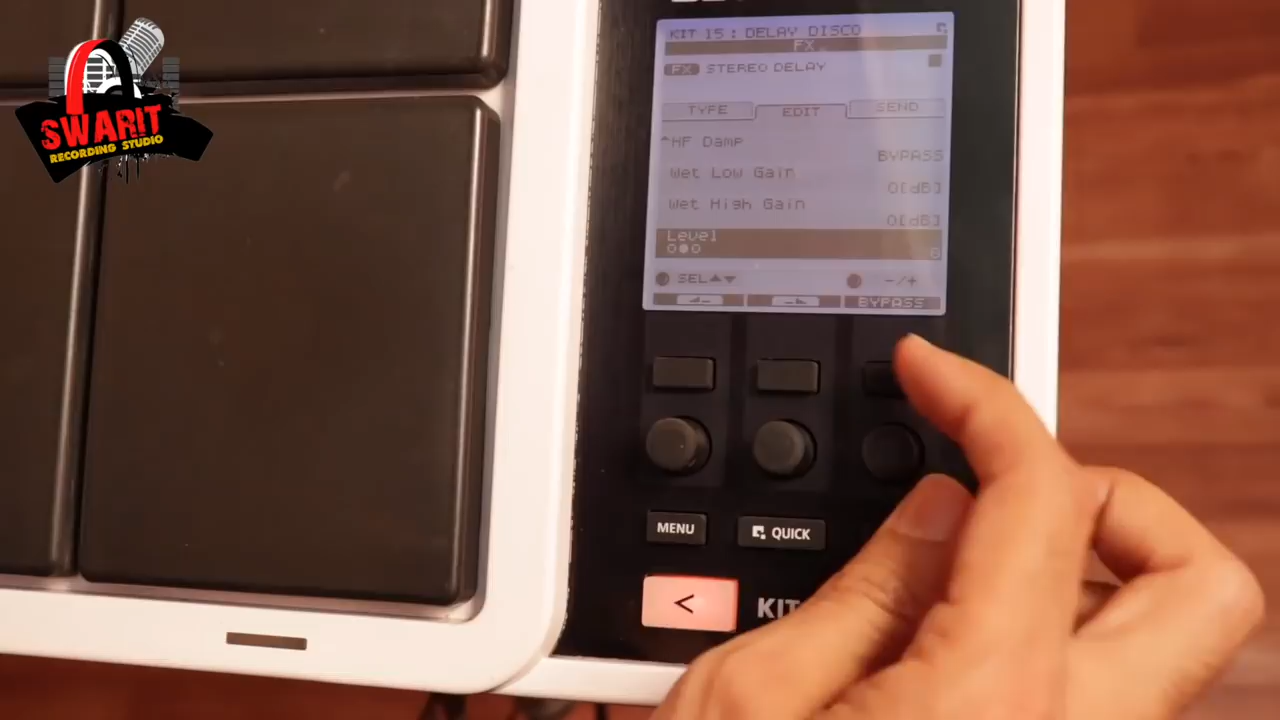 SWARIT
RECORDING STUDIO
KIT 15 : DELAY DISCO
FX
FX STEREO DELAY
TYPE EDIT SEND
HF Damp
BYPASS
Wet Low Gain
0[dB]
Wet High Gain
0[dB]
Level
SEL▲▼ -/+
BYPASS
MENU
QUICK
<
KIT